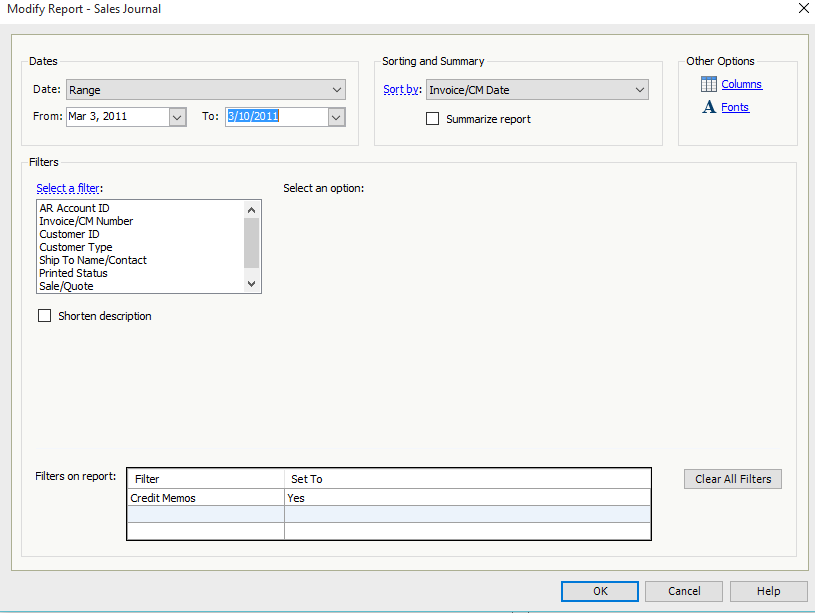 Modify Report - Sales Journal
Dates
Date: Range
From: Mar 3, 2011 To: 3/10/2011
Sorting and Summary
Sort by: Invoice/CM Date
Summarize report
Other Options
Columns
Fonts
Filters
Select a filter:
AR Account ID
Invoice/CM Number
Customer ID
Customer Type
Ship To Name/Contact
Printed Status
Sale/Quote
Select an option:
Shorten description
Filters on report:
Filter Set To
Credit Memos Yes
Clear All Filters
OK Cancel Help